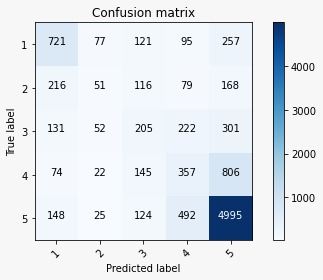 Confusion matrix
1 721 77 121 95 257
2 216 51 116 79 168
3 131 52 205 222 301
4 74 22 145 357 806
5 148 25 124 492 4995
1 2 3 4 5
True label
Predicted label
4000
3000
2000
1000